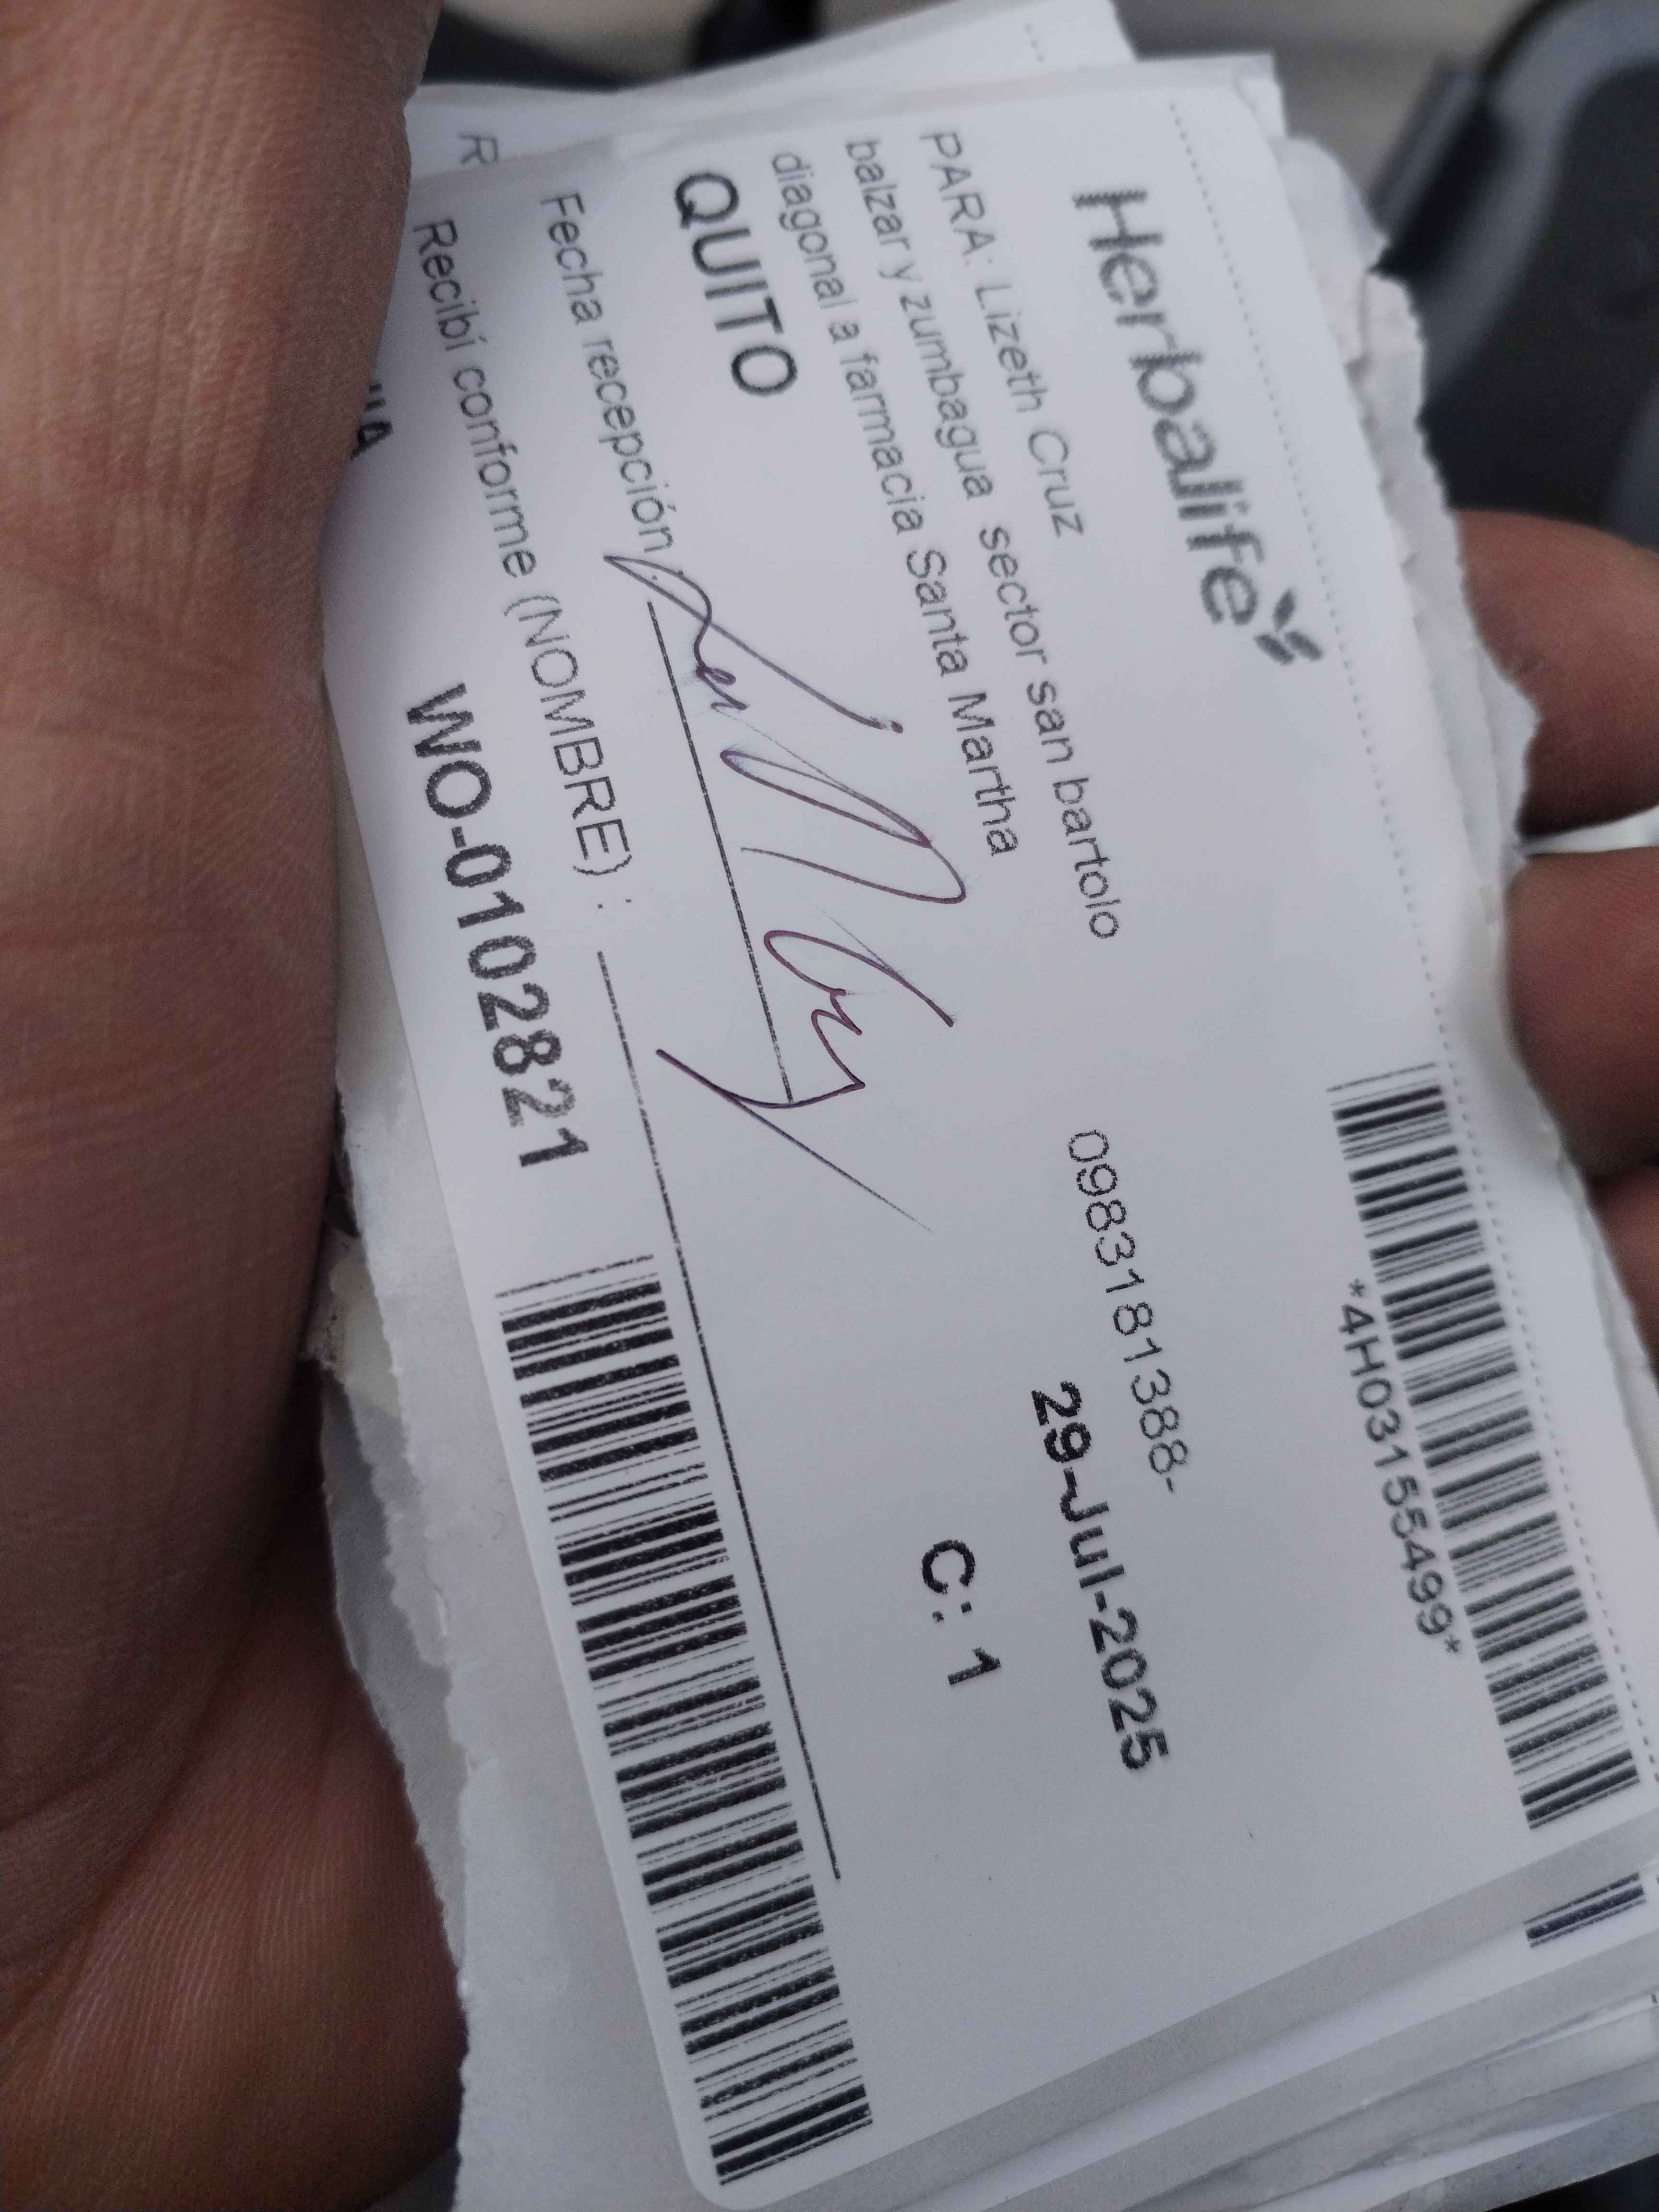 Herbalife
*4H03155499*
PARA: Lizeth Cruz
0983181388-
balzar y zumbagua sector san bartolo
29-Jul-2025
diagonal a farmacia Santa Martha
QUITO
C: 1
Fecha recepción
Recibí conforme (NOMBRE) :
WO-0102821